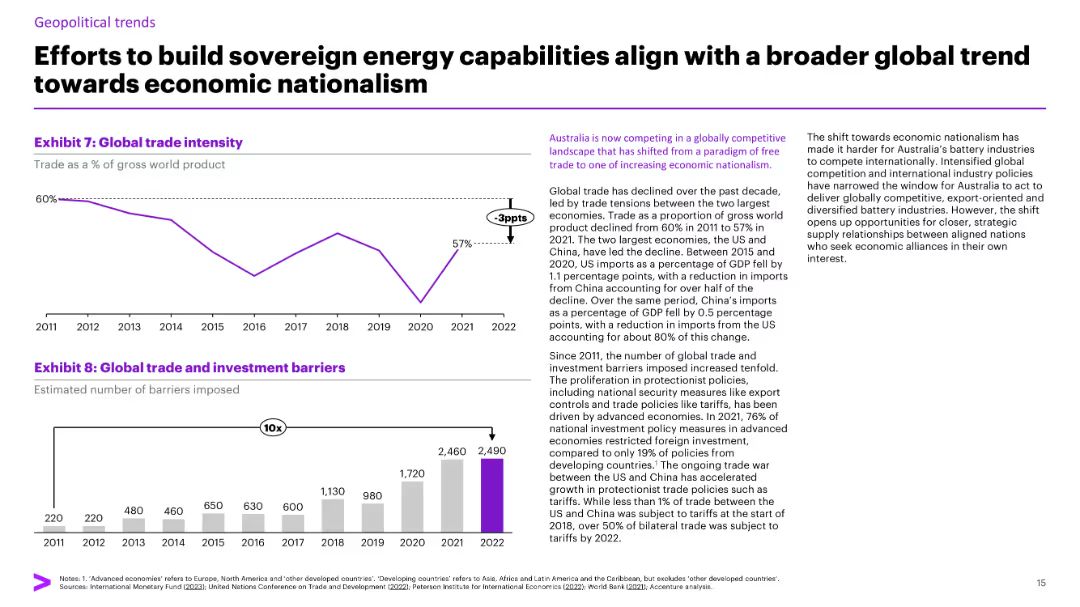 Geopolitical trends
Efforts to build sovereign energy capabilities align with a broader global trend
towards economic nationalism
Exhibit 7: Global trade intensity
Trade as a % of gross world product
60%
-3ppts
57%
2011 2012 2013 2014 2015 2016 2017 2018 2019 2020 2021 2022
Exhibit 8: Global trade and investment barriers
Estimated number of barriers imposed
10x
220 220 480 460 650 630 600 1,130 980 1,720 2,460 2,490
2011 2012 2013 2014 2015 2016 2017 2018 2019 2020 2021 2022
Australia is now competing in a globally competitive
landscape that has shifted from a paradigm of free
trade to one of increasing economic nationalism.
Global trade has declined over the past decade,
led by trade tensions between the two largest
economies. Trade as a proportion of gross world
product declined from 60% in 2011 to 57% in
2021. The two largest economies, the US and
China, have led the decline. Between 2015 and
2020, US imports as a percentage of GDP fell by
1.1 percentage points, with a reduction in imports
from China accounting for over half of the
decline. Over the same period, China's imports
as a percentage of GDP fell by 0.5 percentage
points, with a reduction in imports from the US
accounting for about 80% of this change.
Since 2011, the number of global trade and
investment barriers imposed increased tenfold.
The proliferation in protectionist policies,
including national security measures like export
controls and trade policies like tariffs, has been
driven by advanced economies. In 2021, 76% of
national investment policy measures in advanced
economies restricted foreign investment,
compared to only 19% of policies from
developing countries.¹ The ongoing trade war
between the US and China has accelerated
growth in protectionist trade policies such as
tariffs. While less than 1% of trade between the
US and China was subject to tariffs at the start of
2018, over 50% of bilateral trade was subject to
tariffs by 2022.
The shift towards economic nationalism has
made it harder for Australia's battery industries
to compete internationally. Intensified global
competition and international industry policies
have narrowed the window for Australia to act to
deliver globally competitive, export-oriented and
diversified battery industries. However, the shift
opens up opportunities for closer, strategic
supply relationships between aligned nations
who seek economic alliances in their own
interest.
Notes: 1. 'Advanced economies' refers to Europe, North America and 'other developed countries'. 'Developing countries' refers to Asia, Africa and Latin America and the Caribbean, but excludes 'other developed countries'.
Sources: International Monetary Fund (2023); United Nations Conference on Trade and Development (2022); Peterson Institute for International Economics (2022); World Bank (2021); Accenture analysis.
15